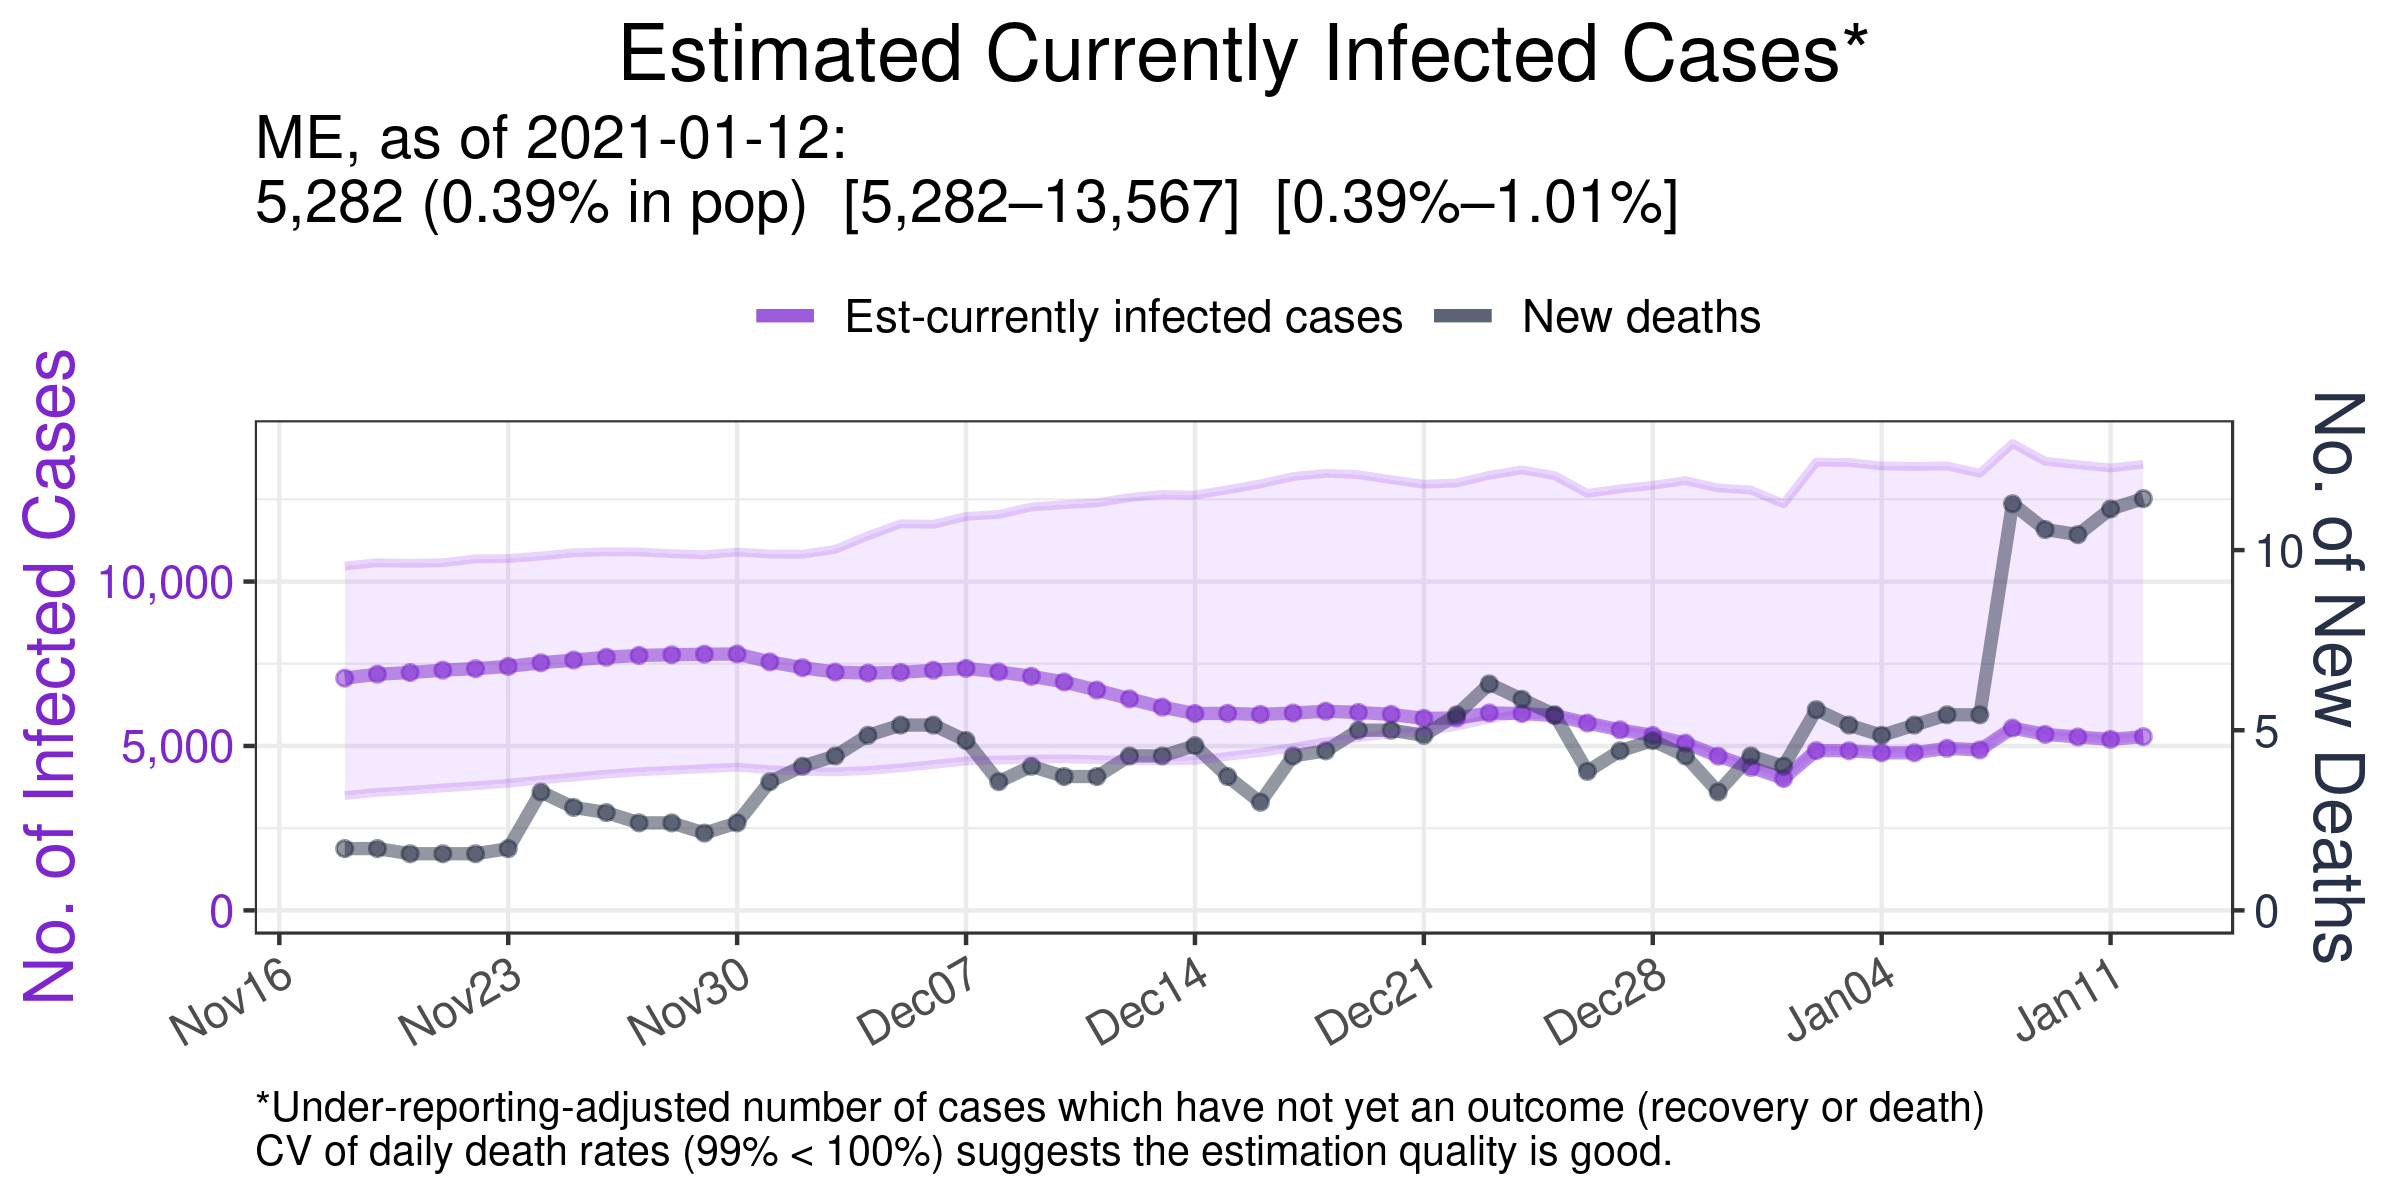 Estimated Currently Infected Cases*
ME, as of 2021-01-12:
5,282 (0.39% in pop)  [5,282–13,567]  [0.39%–1.01%]
Est-currently infected cases
New deaths
No. of Infected Cases
10,000
5,000
0
No. of New Deaths
10
5
0
Nov16
Nov23
Nov30
Dec07
Dec14
Dec21
Dec28
Jan04
Jan11
*Under-reporting-adjusted number of cases which have not yet an outcome (recovery or death)
CV of daily death rates (99% < 100%) suggests the estimation quality is good.